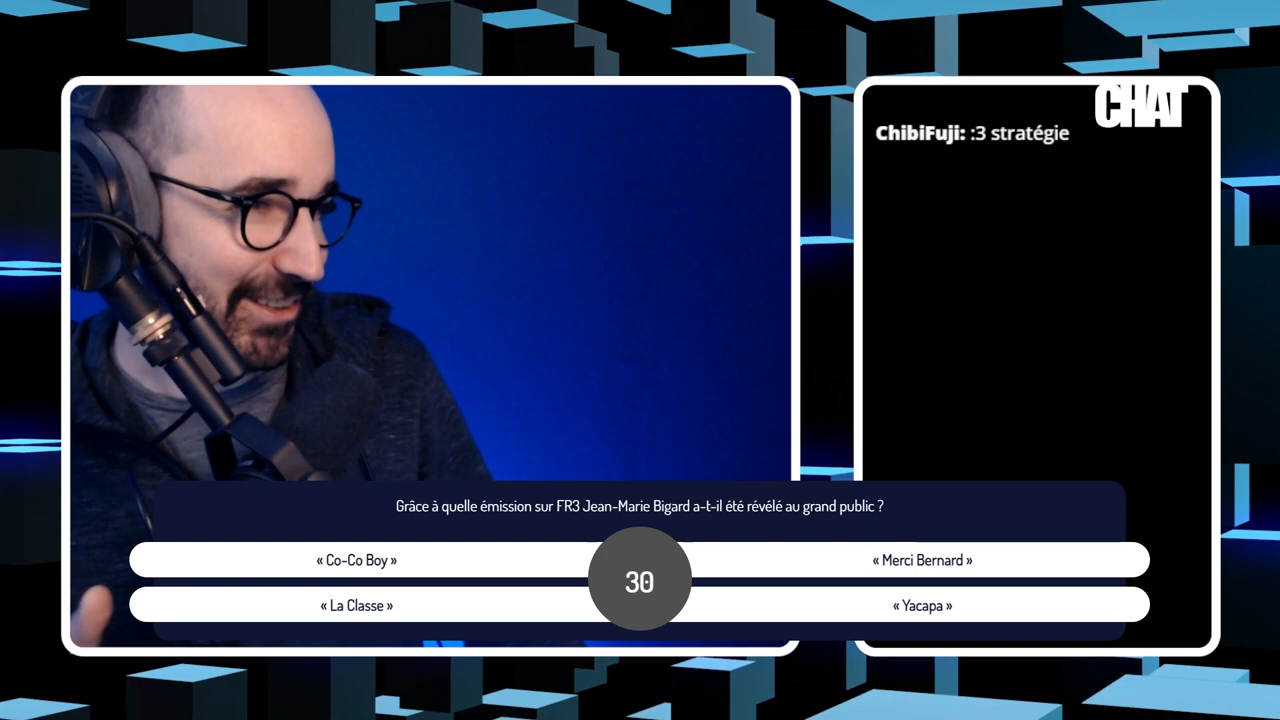 CHAT
ChibiFuji: :3 stratégie
Grâce à quelle émission sur FR3 Jean-Marie Bigard a-t-il été révélé au grand public ?
« Co-Co Boy »
« Merci Bernard »
30
« La Classe »
« Yacapa »